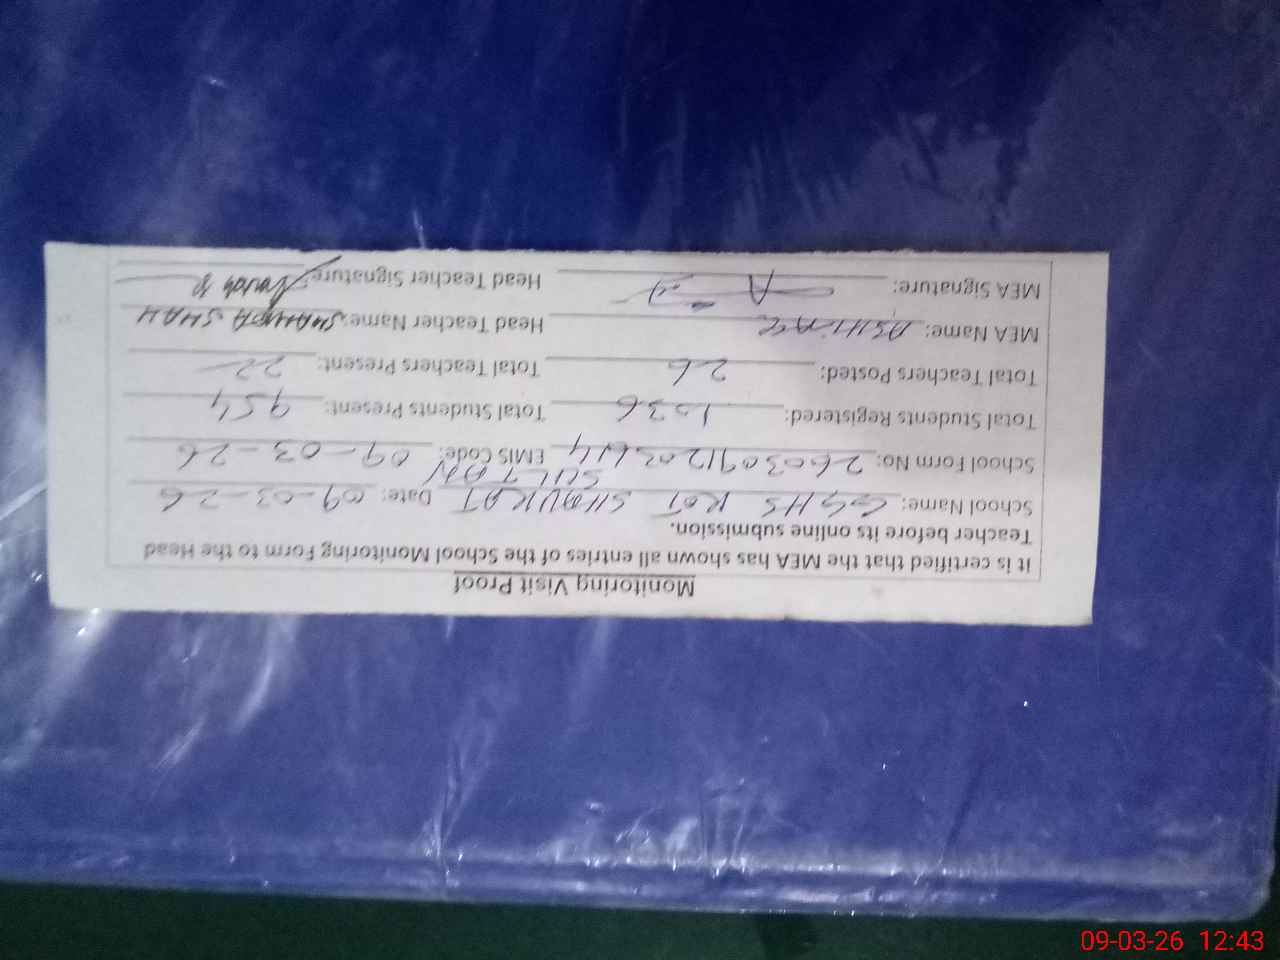 Monitoring Visit Proof
It is certified that the MEA has shown all entries of the School Monitoring Form to the Head
Teacher before its online submission.
School Name: GGHS KOT SHAUKAT SULTAN Date: 09-03-26
School Form No: EMIS Code: 09-03-26
Total Students Registered: 1036 Total Students Present: 954
Total Teachers Posted: 26 Total Teachers Present: 22
MEA Name: Head Teacher Name: SHAH
MEA Signature: Head Teacher Signature:
09-03-26 12:43